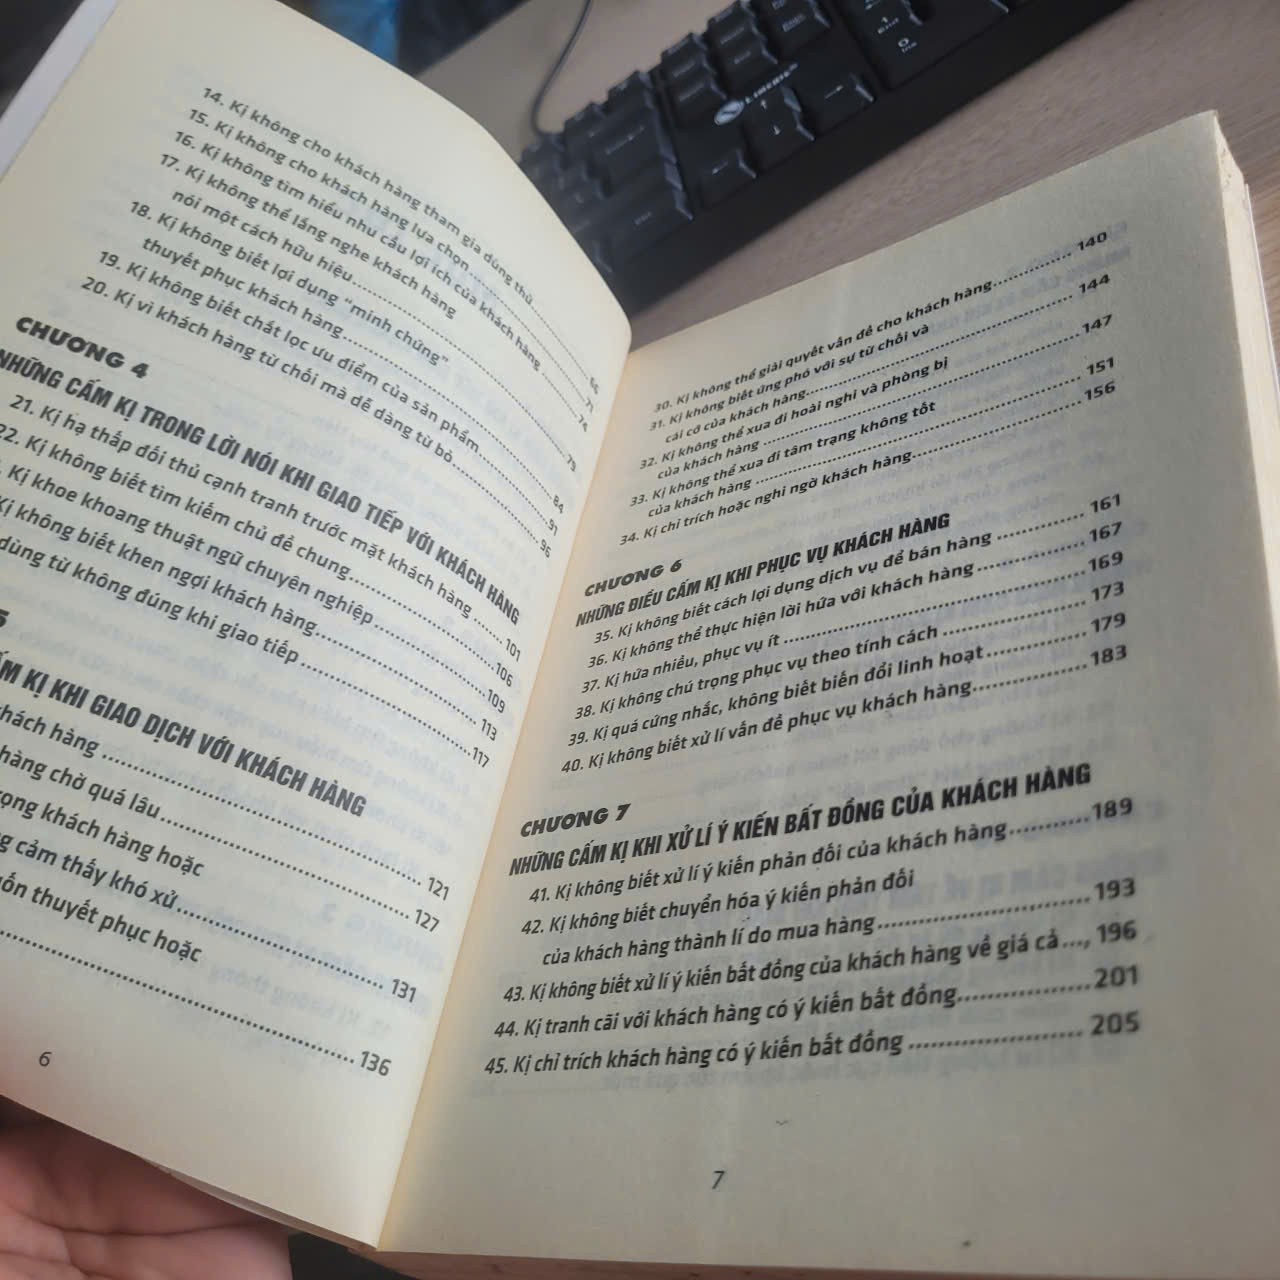 14. Kị không cho khách hàng tham gia dùng thử
15. Kị không cho khách hàng lựa chọn 66
16. Kị không tìm hiểu nhu cầu lợi ích của khách hàng 71
17. Kị không thể lắng nghe khách hàng 74
nói một cách hữu hiệu
18. Kị không biết lợi dụng “minh chứng” 79
thuyết phục khách hàng 84
19. Kị không biết chắt lọc ưu điểm của sản phẩm 91
20. Kị vì khách hàng từ chối mà dễ dàng từ bỏ 96
CHƯƠNG 4
NHỮNG CẤM KỊ TRONG LỜI NÓI KHI GIAO TIẾP VỚI KHÁCH HÀNG
21. Kị hạ thấp đối thủ cạnh tranh trước mặt khách hàng 101
22. Kị không biết tìm kiếm chủ đề chung 106
. Kị khoe khoang thuật ngữ chuyên nghiệp 109
Kị không biết khen ngợi khách hàng 113
dùng từ không đúng khi giao tiếp 117
5
ẤM KỊ KHI GIAO DỊCH VỚI KHÁCH HÀNG
khách hàng 121
hàng chờ quá lâu 127
rọng khách hàng hoặc
g cảm thấy khó xử 131
ốn thuyết phục hoặc
136
6
30. Kị không thể giải quyết vấn đề cho khách hàng 140
31. Kị không biết ứng phó với sự từ chối và
cái cớ của khách hàng 144
32. Kị không thể xua đi hoài nghi và phòng bị
của khách hàng 147
33. Kị không thể xua đi tâm trạng không tốt
của khách hàng 151
34. Kị chỉ trích hoặc nghi ngờ khách hàng 156
CHƯƠNG 6
NHỮNG ĐIỀU CẤM KỊ KHI PHỤC VỤ KHÁCH HÀNG
35. Kị không biết cách lợi dụng dịch vụ để bán hàng 161
36. Kị không thể thực hiện lời hứa với khách hàng 167
37. Kị hứa nhiều, phục vụ ít 169
38. Kị không chú trọng phục vụ theo tính cách 173
39. Kị quá cứng nhắc, không biết biến đổi linh hoạt 179
40. Kị không biết xử lí vấn đề phục vụ khách hàng 183
CHƯƠNG 7
NHỮNG CẤM KỊ KHI XỬ LÍ Ý KIẾN BẤT ĐỒNG CỦA KHÁCH HÀNG
41. Kị không biết xử lí ý kiến phản đối của khách hàng 189
42. Kị không biết chuyển hóa ý kiến phản đối
của khách hàng thành lí do mua hàng 193
43. Kị không biết xử lí ý kiến bất đồng của khách hàng về giá cả..., 196
44. Kị tranh cãi với khách hàng có ý kiến bất đồng 201
45. Kị chỉ trích khách hàng có ý kiến bất đồng 205
7